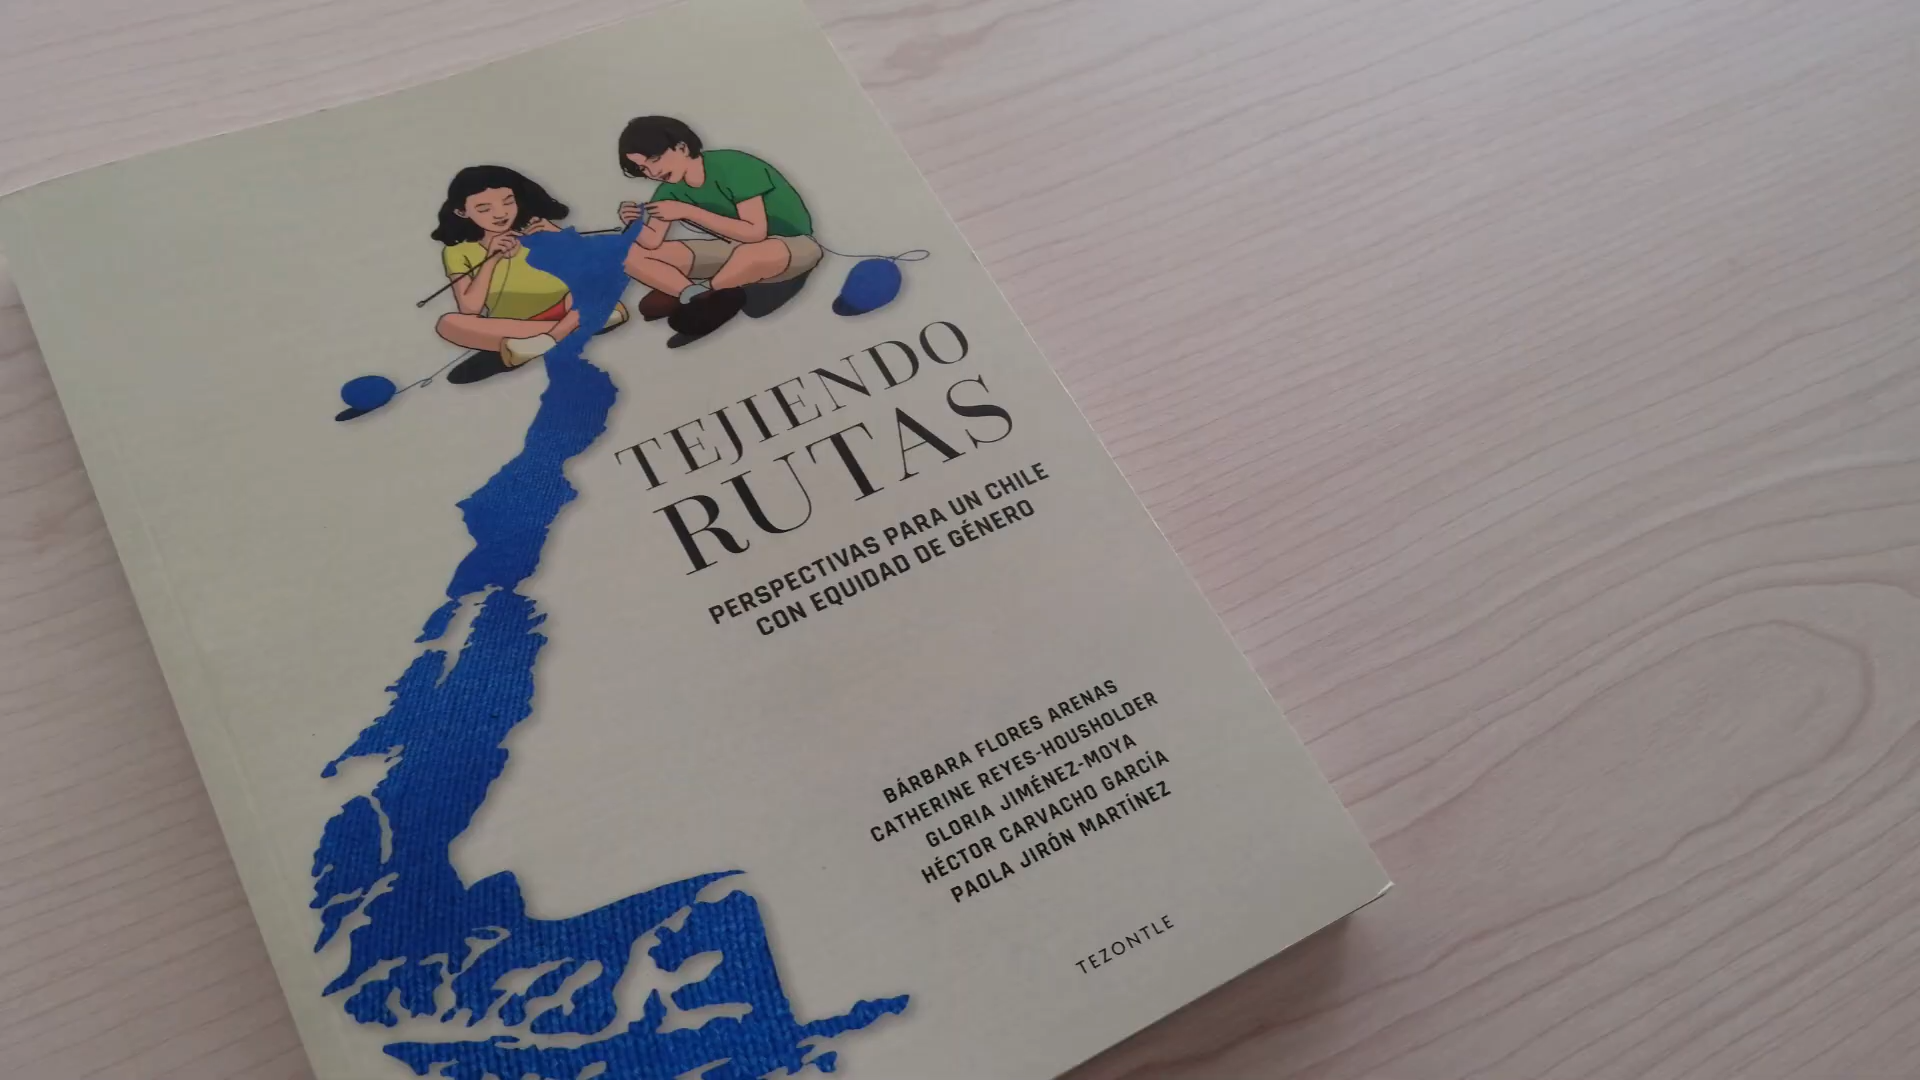 TEJIENDO
RUTAS
PERSPECTIVAS PARA UN CHILE
CON EQUIDAD DE GÉNERO
BÁRBARA FLORES ARENAS
CATHERINE REYES-HOUSHOLDER
GLORIA JIMÉNEZ-MOYA
HÉCTOR CARVACHO GARCÍA
PAOLA JIRÓN MARTÍNEZ
TEZONTLE